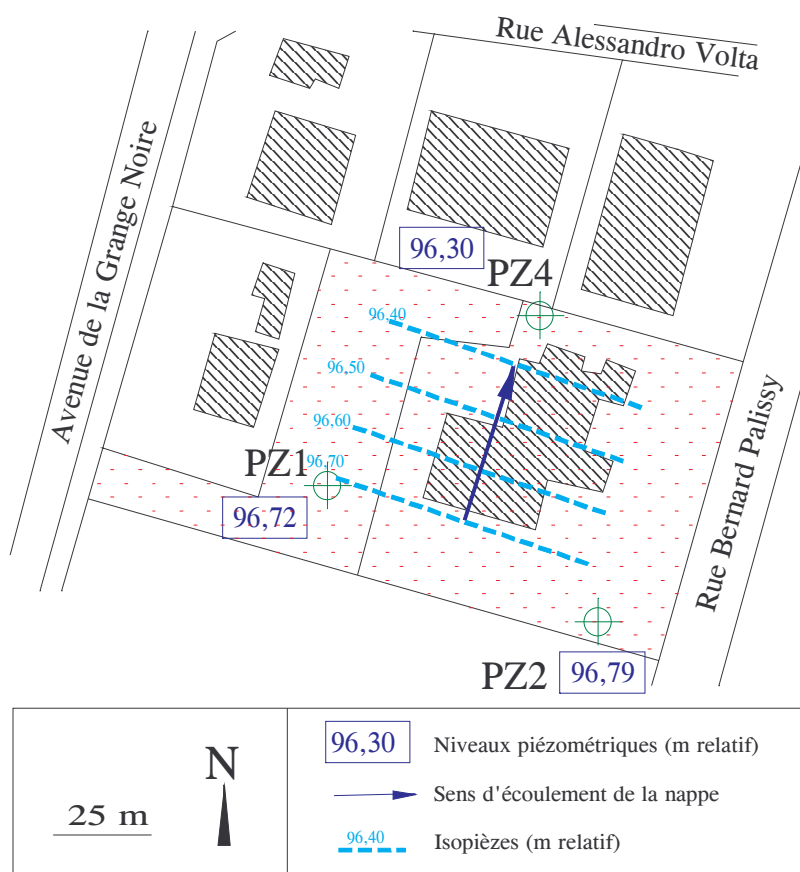 Rue Alessandro Volta
Avenue de la Grange Noire
96,30
PZ4
96,40
96,50
96,60
PZ1
96,70
96,72
Rue Bernard Palissy
PZ2
96,79
25 m
N
96,30
Niveaux piézométriques (m relatif)
Sens d'écoulement de la nappe
96,40
Isopièzes (m relatif)